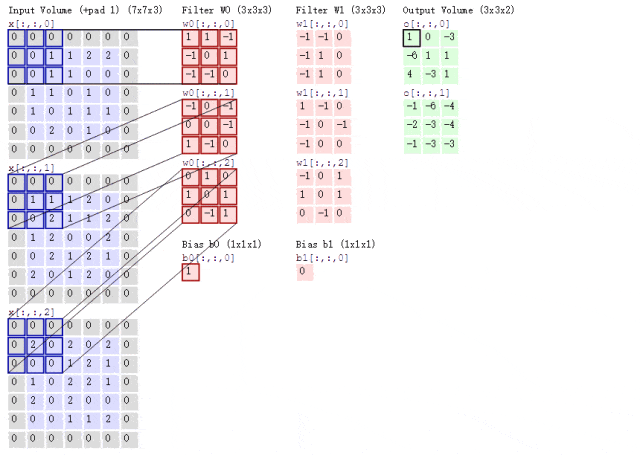 Input Volume (+pad 1) (7x7x3)
x[:,:,0]
0 0 0 0 0 0 0
0 0 1 1 2 2 0
0 0 1 1 0 0 0
0 1 1 0 1 0 0
0 1 0 1 1 1 0
0 0 2 0 1 0 0
0 0 0 0 0 0 0
x[:,:,1]
0 0 0 0 0 0 0
0 1 1 1 2 0 0
0 0 2 1 1 2 0
0 1 2 0 0 2 0
0 0 2 1 2 1 0
0 2 0 1 2 0 0
0 0 0 0 0 0 0
x[:,:,2]
0 0 0 0 0 0 0
0 2 0 2 0 2 0
0 0 0 1 2 1 0
0 1 0 2 2 1 0
0 2 0 2 0 0 0
0 0 0 1 1 2 0
0 0 0 0 0 0 0
Filter W0 (3x3x3)
w0[:,:,0]
1 1 -1
-1 0 1
-1 -1 0
w0[:,:,1]
-1 0 -1
0 0 -1
1 -1 0
w0[:,:,2]
0 1 0
1 0 1
0 -1 1
Bias b0 (1x1x1)
b0[:,:,0]
1
Filter W1 (3x3x3)
w1[:,:,0]
-1 -1 0
-1 1 0
-1 1 0
w1[:,:,1]
1 -1 0
-1 0 -1
-1 0 0
w1[:,:,2]
-1 0 1
1 0 1
0 -1 0
Bias b1 (1x1x1)
b1[:,:,0]
0
Output Volume (3x3x2)
o[:,:,0]
1 0 -3
-6 1 1
4 -3 1
o[:,:,1]
-1 -6 -4
-2 -3 -4
-1 -3 -3